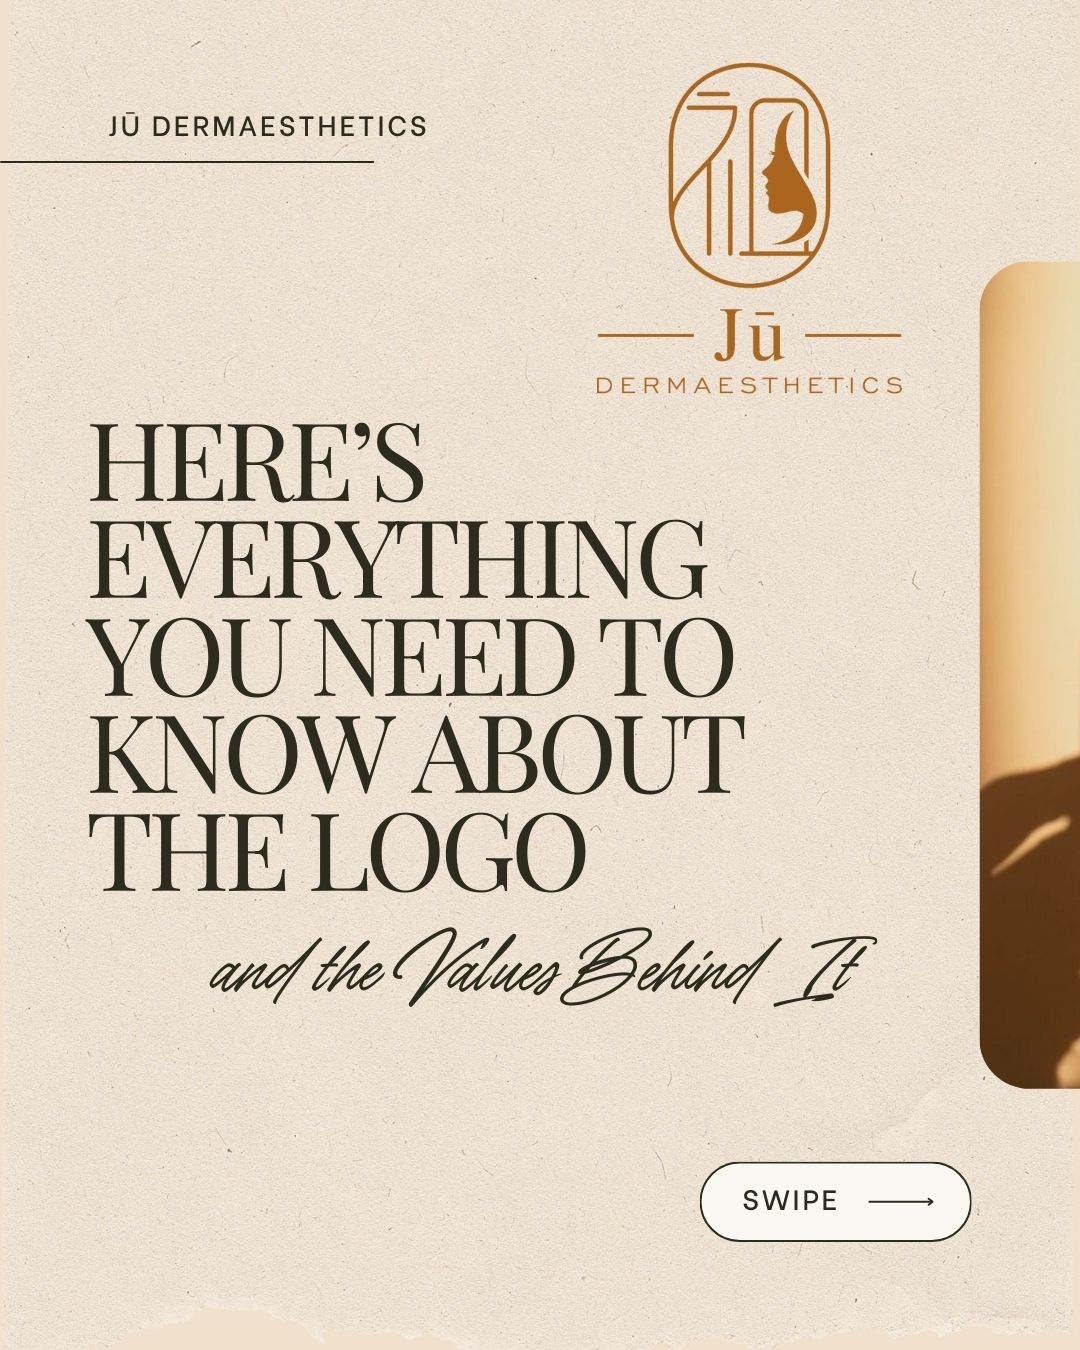 JŪ DERMAESTHETICS
Jū
DERMAESTHETICS
HERE’S
EVERYTHING
YOU NEED TO
KNOW ABOUT
THE LOGO
and the Values Behind It
SWIPE